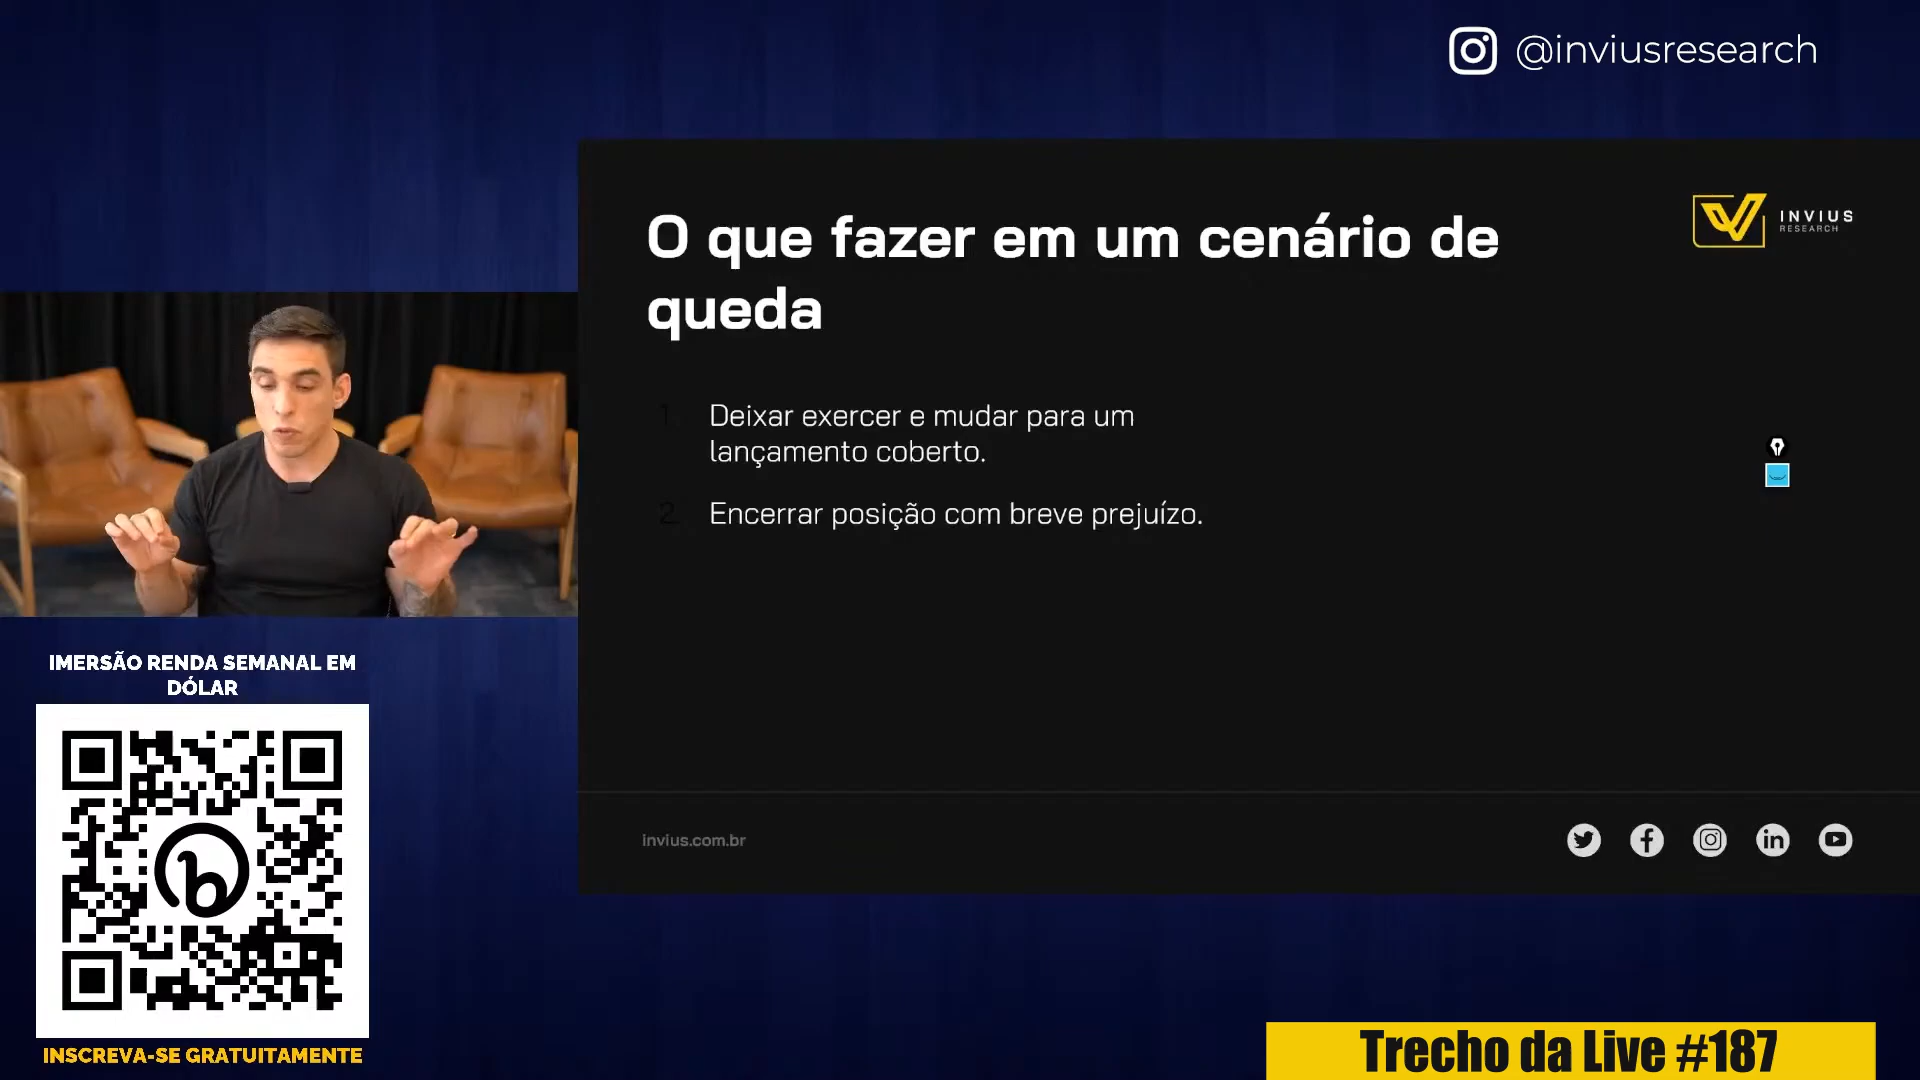 @inviusresearch
O que fazer em um cenário de
queda
INVIUS
RESEARCH
1. Deixar exercer e mudar para um
lançamento coberto.
2. Encerrar posição com breve prejuízo.
IMERSÃO RENDA SEMANAL EM
DÓLAR
INSCREVA-SE GRATUITAMENTE
invius.com.br
Trecho da Live #187